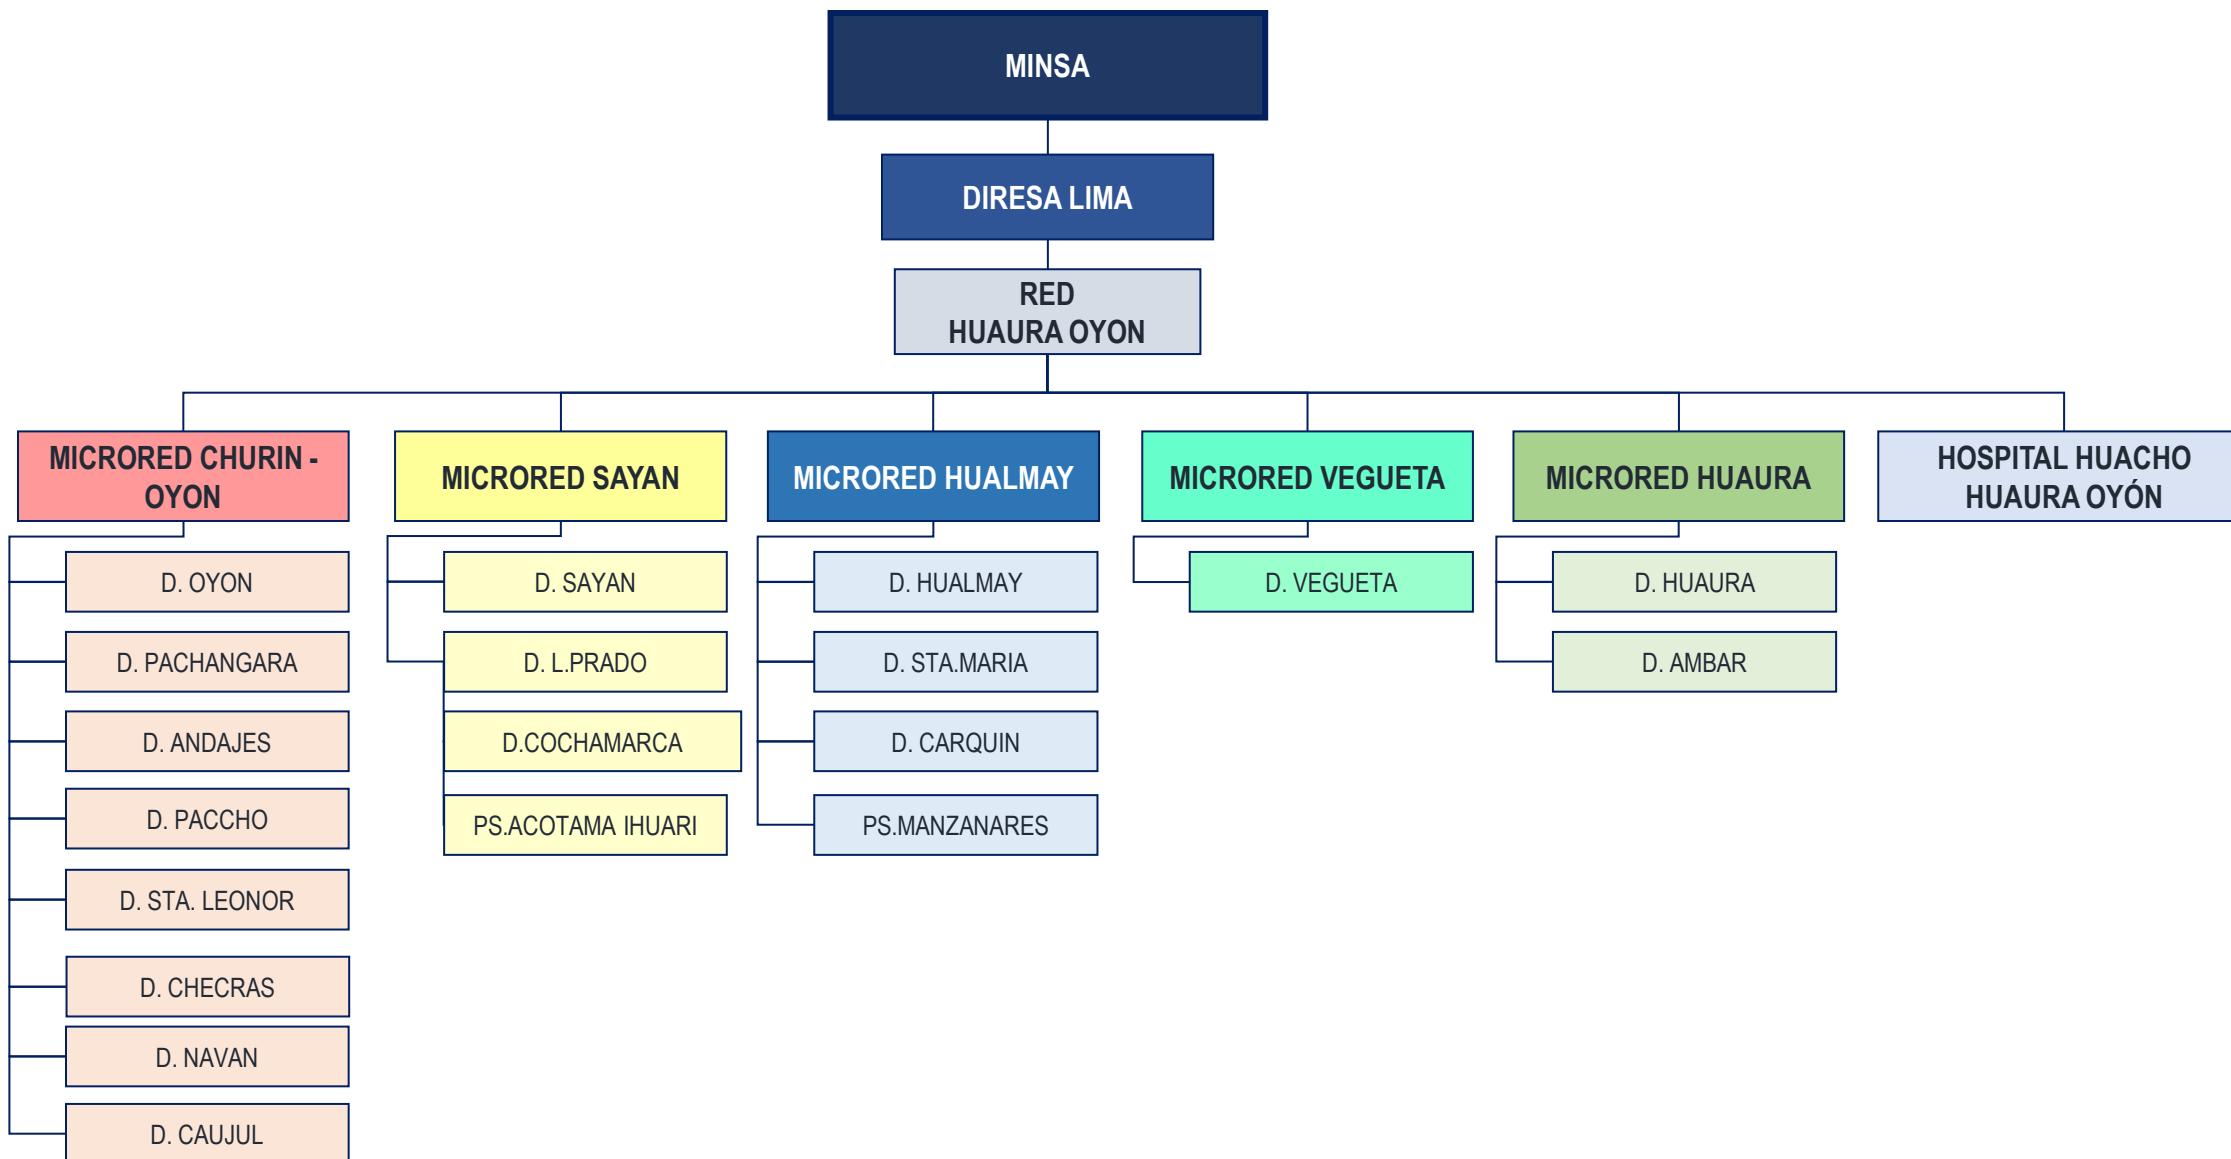 MINSA
DIRESA LIMA
RED
HUAURA OYON
MICRORED CHURIN -
OYON
D. OYON
D. PACHANGARA
D. ANDAJES
D. PACCHO
D. STA. LEONOR
D. CHECRAS
D. NAVAN
D. CAUJUL
MICRORED SAYAN
D. SAYAN
D. L.PRADO
D.COCHAMARCA
PS.ACOTAMA IHUARI
MICRORED HUALMAY
D. HUALMAY
D. STA.MARIA
D. CARQUIN
PS.MANZANARES
MICRORED VEGUETA
D. VEGUETA
MICRORED HUAURA
D. HUAURA
D. AMBAR
HOSPITAL HUACHO
HUAURA OYÓN